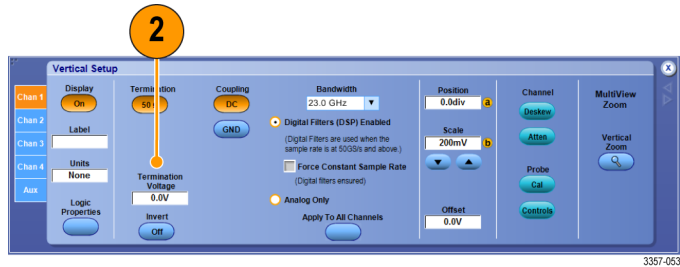 2
Vertical Setup
x
Chan 1
Chan 2
Chan 3
Chan 4
Aux
Display
On
Label
Units
None
Logic
Properties
Termination
50
Termination
Voltage
0.0V
Invert
Off
Coupling
DC
GND
Bandwidth
23.0 GHz
Digital Filters (DSP) Enabled
(Digital Filters are used when the
sample rate is at 50GS/s and above.)
Force Constant Sample Rate
(Digital filters ensured)
Analog Only
Apply To All Channels
Position
0.0div a
Scale
200mV b
Offset
0.0V
Channel
Deskew
Atten
Probe
Cal
Controls
MultiView
Zoom
Vertical
Zoom
3357-053